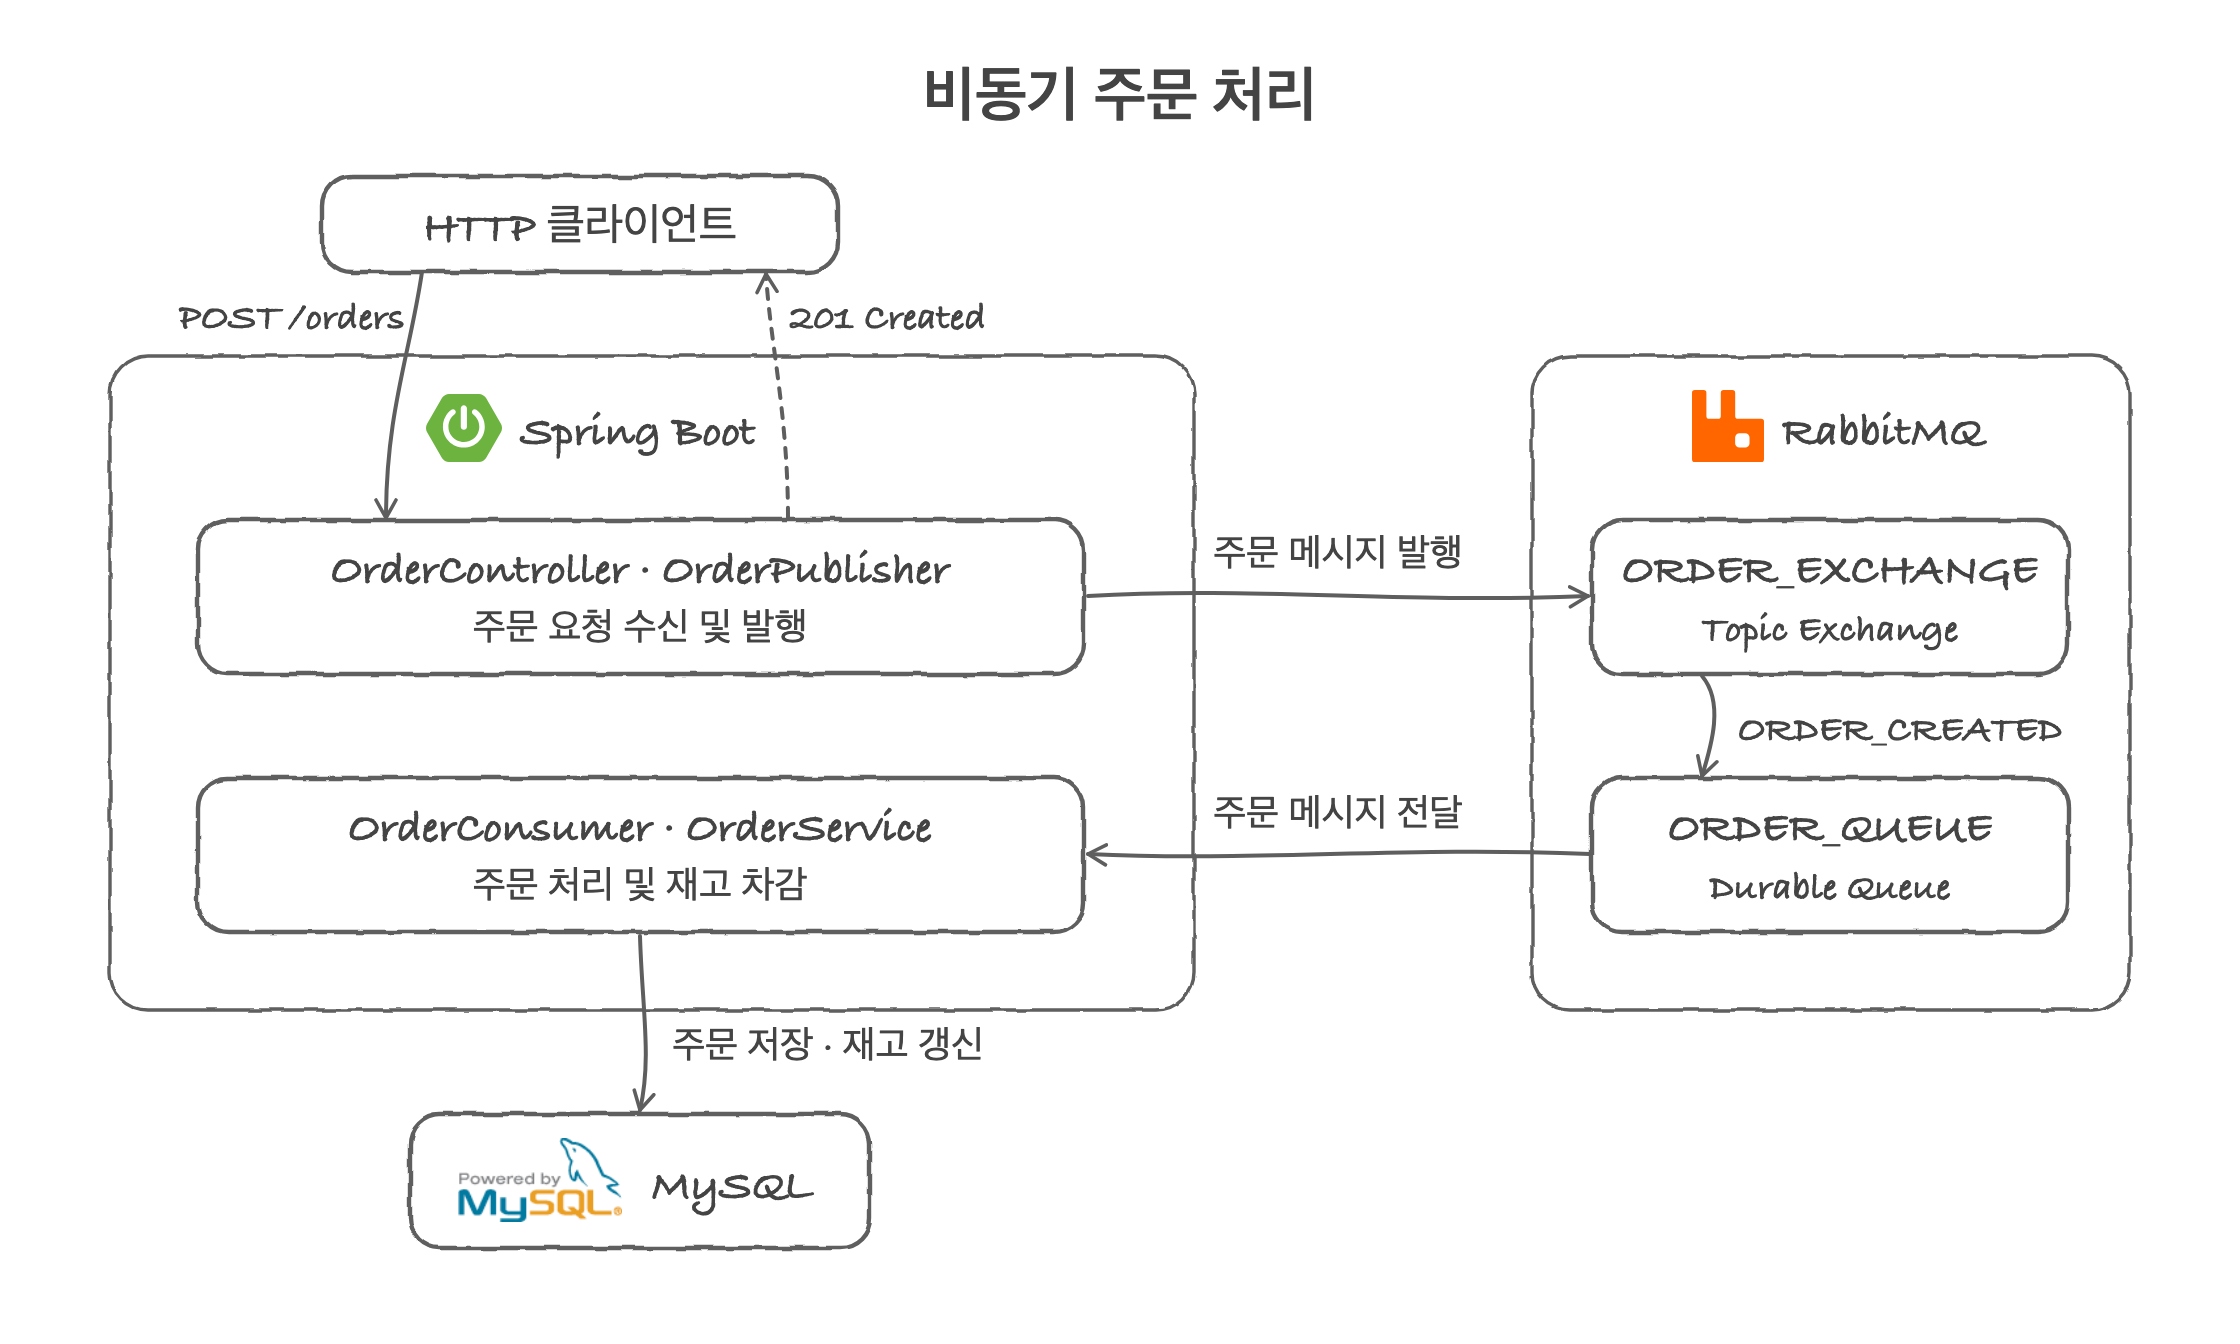 비동기 주문 처리
HTTP 클라이언트
POST /orders
201 Created
Spring Boot
RabbitMQ
OrderController · OrderPublisher
주문 요청 수신 및 발행
주문 메시지 발행
ORDER_EXCHANGE
Topic Exchange
ORDER_CREATED
OrderConsumer · OrderService
주문 처리 및 재고 차감
주문 메시지 전달
ORDER_QUEUE
Durable Queue
주문 저장 · 재고 갱신
Powered by
MySQL®
MySQL